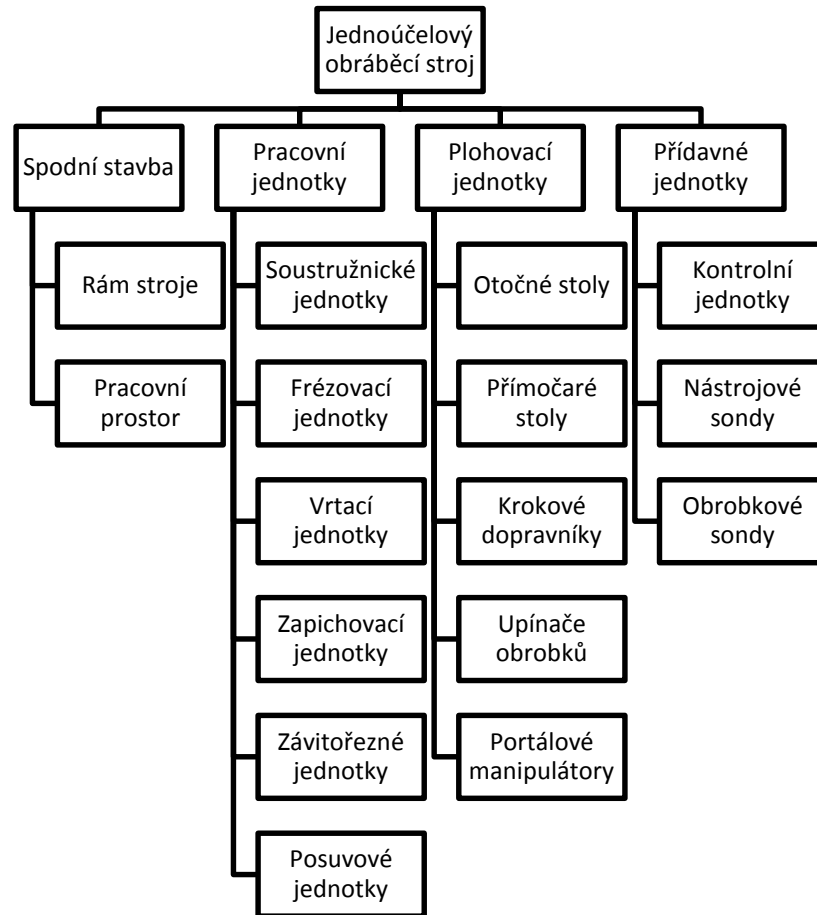 Jednoúčelový
obráběcí stroj
Spodní stavba
Pracovní
jednotky
Plohovací
jednotky
Přídavné
jednotky
Rám stroje
Pracovní
prostor
Soustružnické
jednotky
Frézovací
jednotky
Vrtací
jednotky
Zapichovací
jednotky
Závitořezné
jednotky
Posuvové
jednotky
Otočné stoly
Přímočaré
stoly
Krokové
dopravníky
Upínače
obrobků
Portálové
manipulátory
Kontrolní
jednotky
Nástrojové
sondy
Obrobkové
sondy